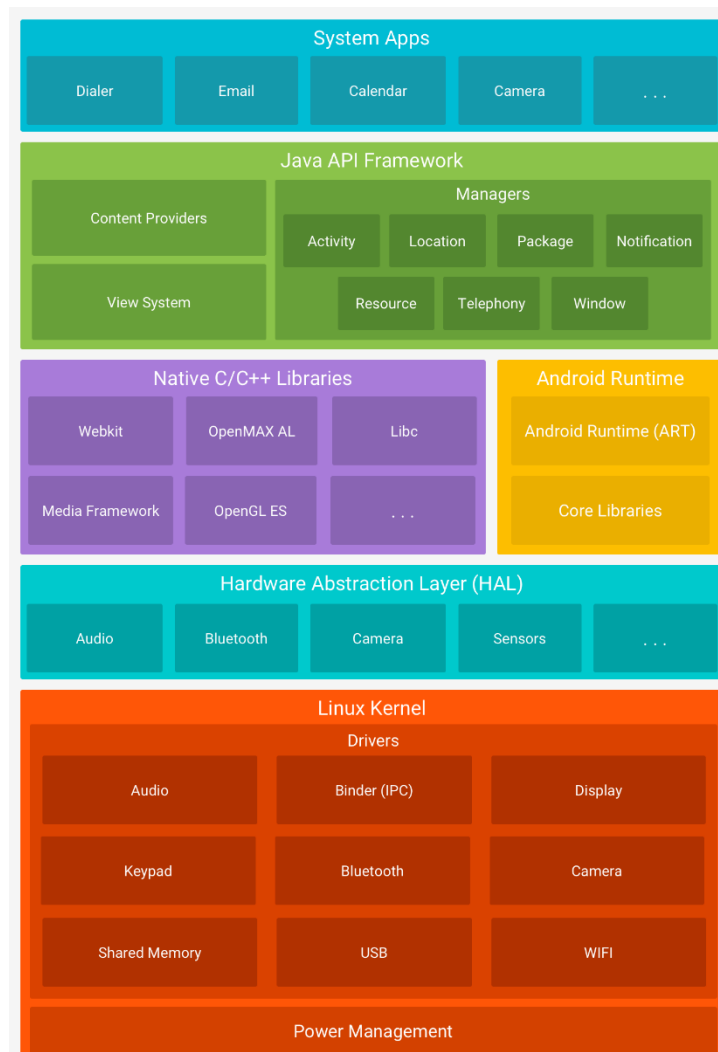 System Apps
Dialer
Email
Calendar
Camera
. . .
Java API Framework
Content Providers
View System
Managers
Activity
Location
Package
Notification
Resource
Telephony
Window
Native C/C++ Libraries
Webkit
OpenMAX AL
Libc
Media Framework
OpenGL ES
. . .
Android Runtime
Android Runtime (ART)
Core Libraries
Hardware Abstraction Layer (HAL)
Audio
Bluetooth
Camera
Sensors
. . .
Linux Kernel
Drivers
Audio
Binder (IPC)
Display
Keypad
Bluetooth
Camera
Shared Memory
USB
WIFI
Power Management